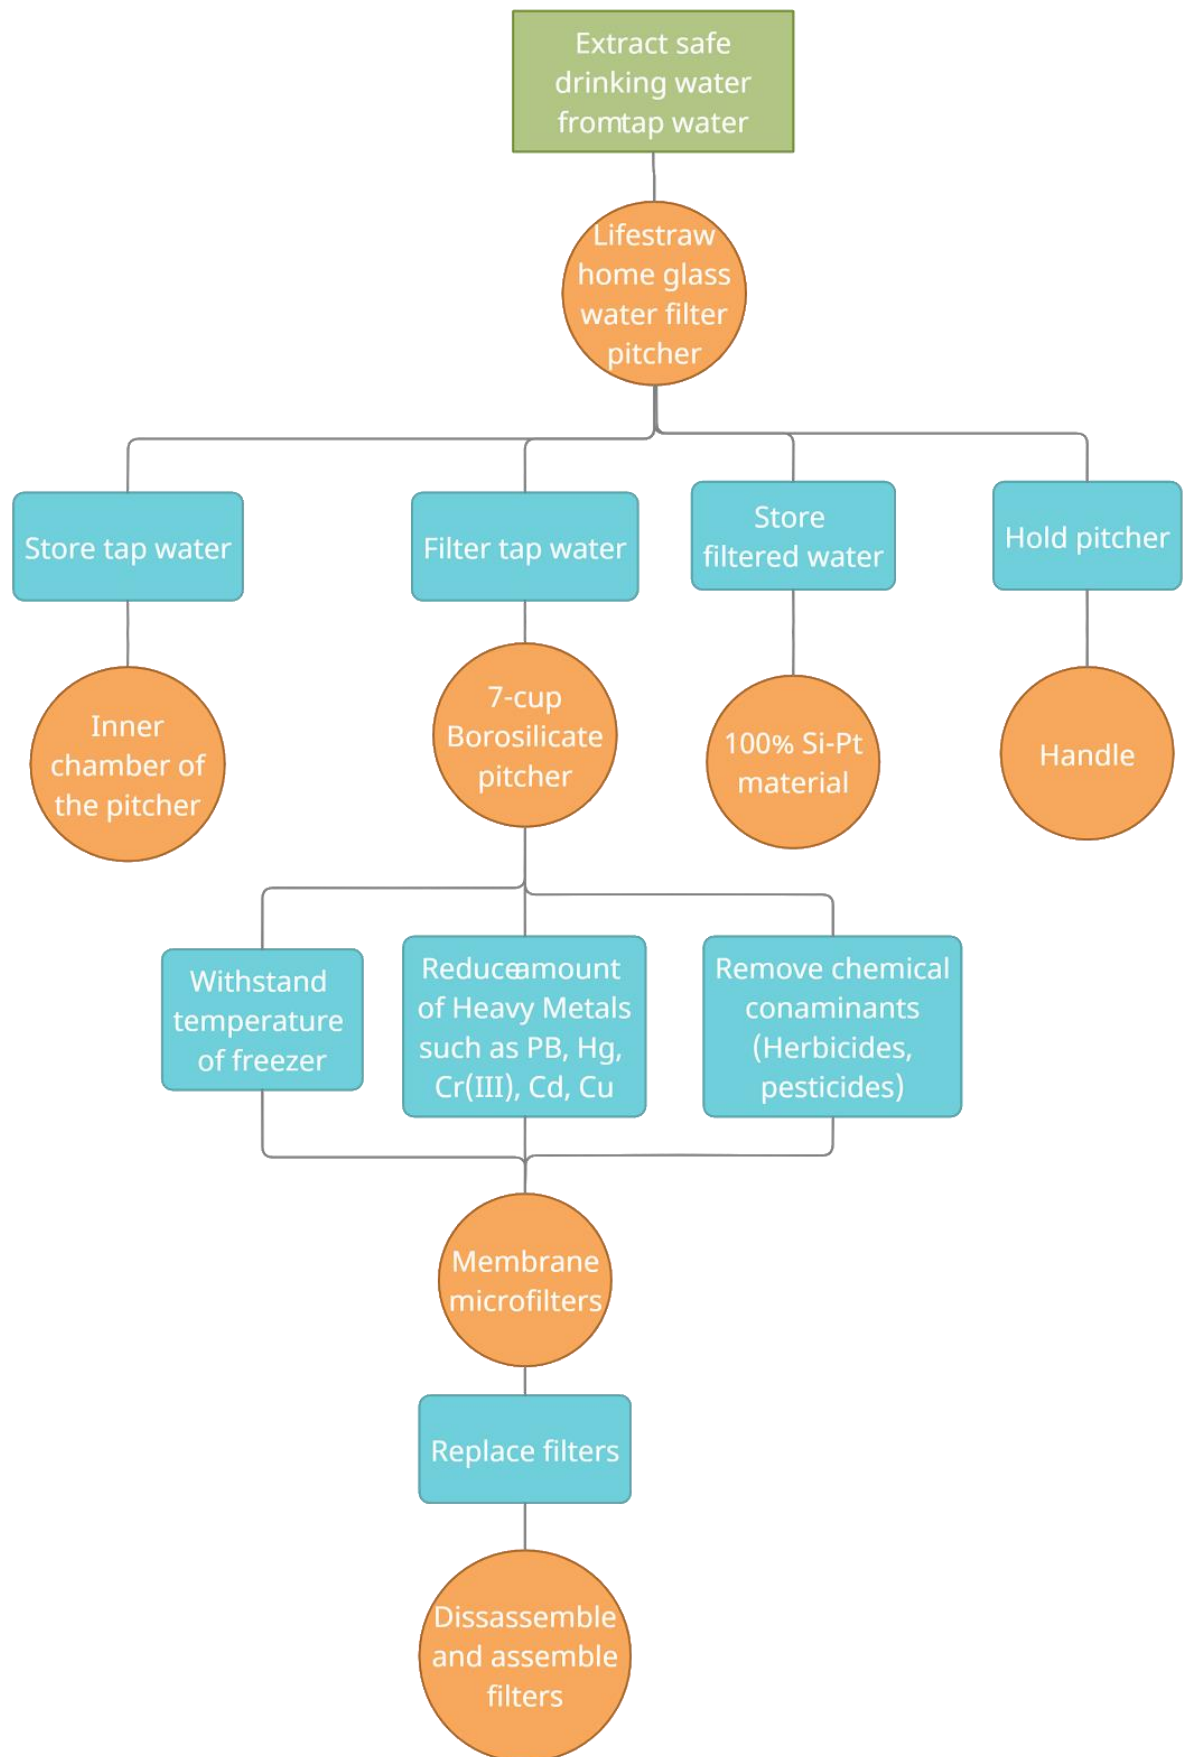 Extract safe
drinking water
fromtap water
Lifestraw
home glass
water filter
pitcher
Store tap water
Filter tap water
Store
filtered water
Hold pitcher
Inner
chamber of
the pitcher
7-cup
Borosilicate
pitcher
100% Si-Pt
material
Handle
Withstand
temperature
of freezer
Reduceamount
of Heavy Metals
such as PB, Hg,
Cr(III), Cd, Cu
Remove chemical
conaminants
(Herbicides,
pesticides)
Membrane
microfilters
Replace filters
Dissassemble
and assemble
filters